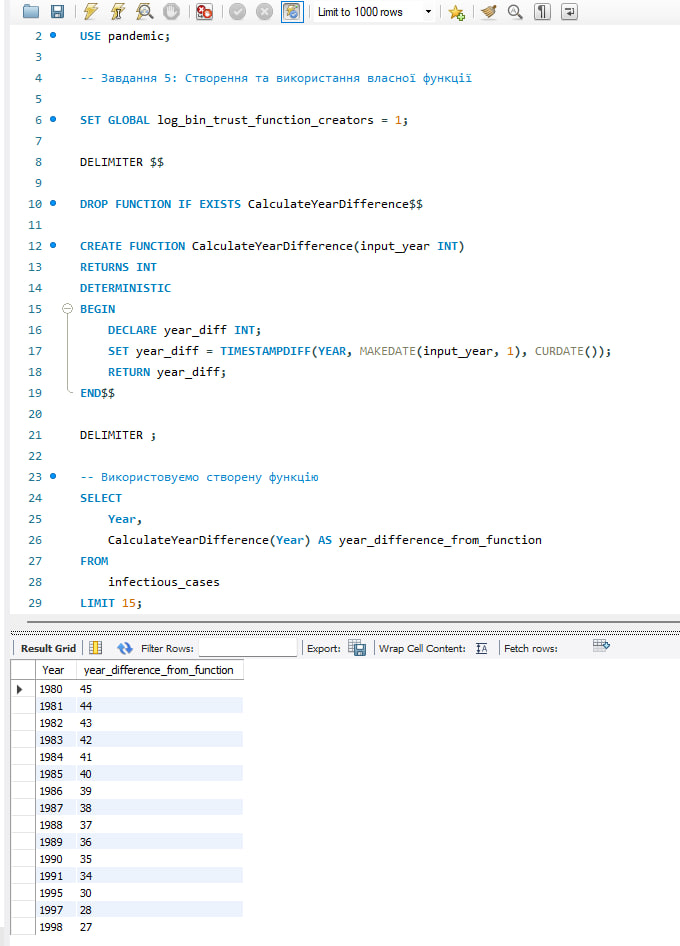 Limit to 1000 rows
2 USE pandemic;
3
4 -- Завдання 5: Створення та використання власної функції
5
6 SET GLOBAL log_bin_trust_function_creators = 1;
7
8 DELIMITER $$
9
10 DROP FUNCTION IF EXISTS CalculateYearDifference$$
11
12 CREATE FUNCTION CalculateYearDifference(input_year INT)
13 RETURNS INT
14 DETERMINISTIC
15 BEGIN
16 DECLARE year_diff INT;
17 SET year_diff = TIMESTAMPDIFF(YEAR, MAKEDATE(input_year, 1), CURDATE());
18 RETURN year_diff;
19 END$$
20
21 DELIMITER ;
22
23 -- Використовуємо створену функцію
24 SELECT
25 Year,
26 CalculateYearDifference(Year) AS year_difference_from_function
27 FROM
28 infectious_cases
29 LIMIT 15;
Result Grid Filter Rows: Export: Wrap Cell Content: Fetch rows:
Year year_difference_from_function
1980 45
1981 44
1982 43
1983 42
1984 41
1985 40
1986 39
1987 38
1988 37
1989 36
1990 35
1991 34
1995 30
1997 28
1998 27